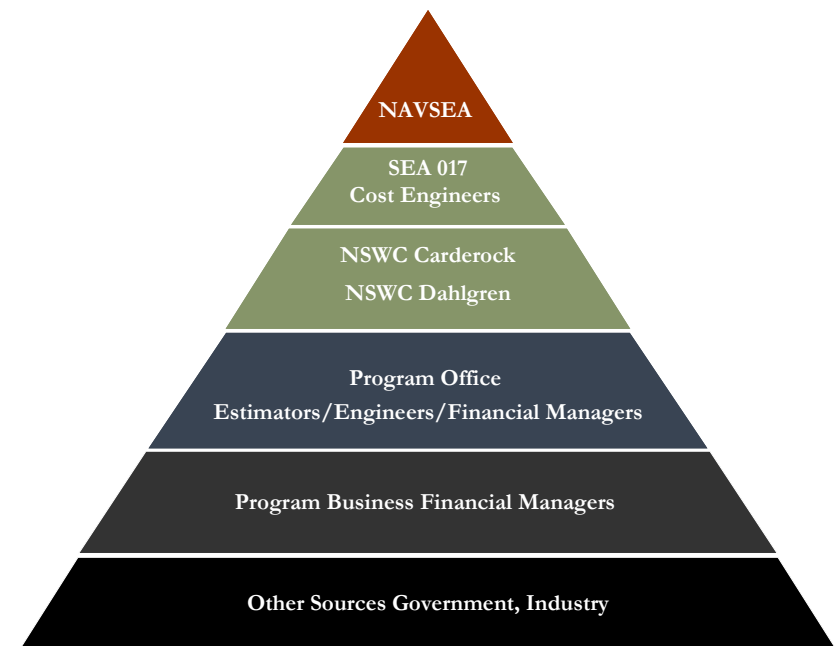 NAVSEA
SEA 017
Cost Engineers
NSWC Carderock
NSWC Dahlgren
Program Office
Estimators/Engineers/Financial Managers
Program Business Financial Managers
Other Sources Government, Industry